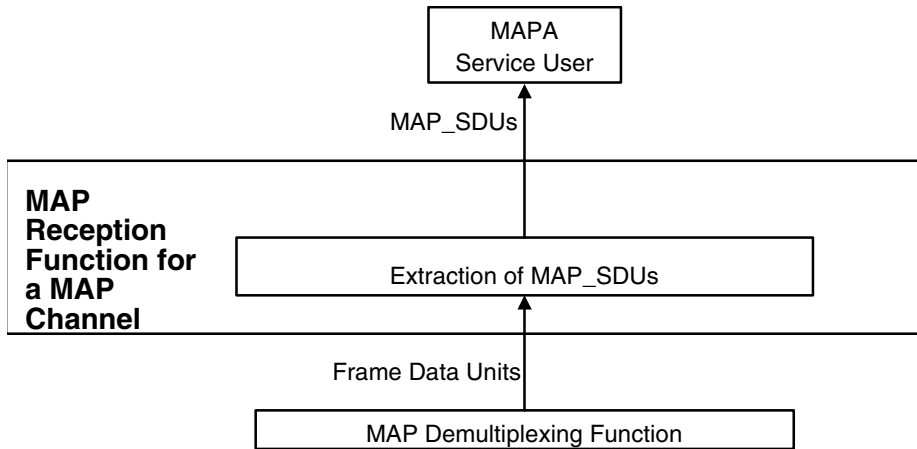 MAPA
Service User
MAP_SDUs
MAP
Reception
Function for
a MAP
Channel
Extraction of MAP_SDUs
Frame Data Units
MAP Demultiplexing Function